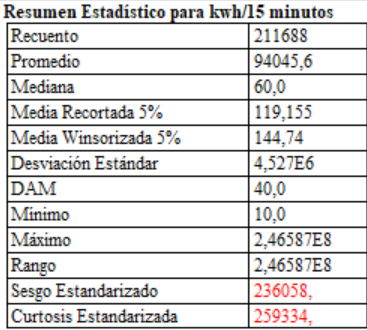 Resumen Estadístico para kwh/15 minutos
Recuento 211688
Promedio 94045,6
Mediana 60,0
Media Recortada 5% 119,155
Media Winsorizada 5% 144,74
Desviación Estándar 4,527E6
DAM 40,0
Mínimo 10,0
Máximo 2,46587E8
Rango 2,46587E8
Sesgo Estandarizado 236058,
Curtosis Estandarizada 259334,